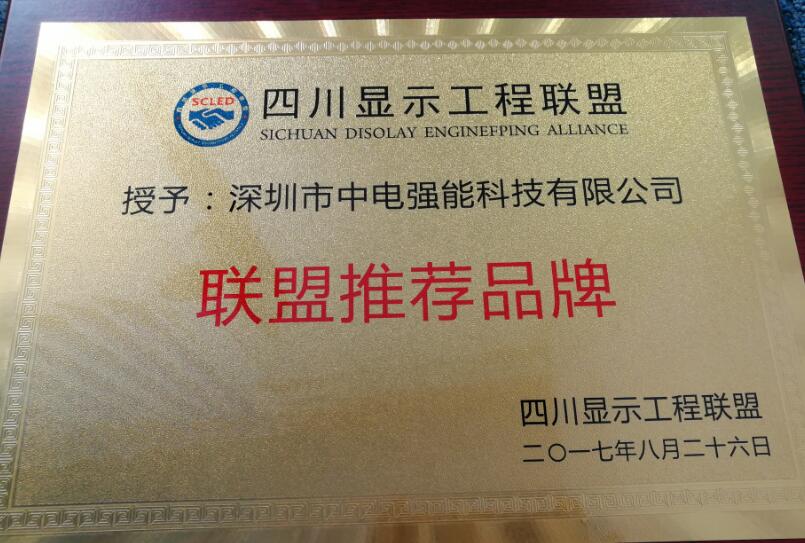 SCLED
四川显示工程联盟
SICHUAN DISOLAY ENGINEFPING ALLIANCE
授予：深圳市中电强能科技有限公司
联盟推荐品牌
四川显示工程联盟
二〇一七年八月二十六日